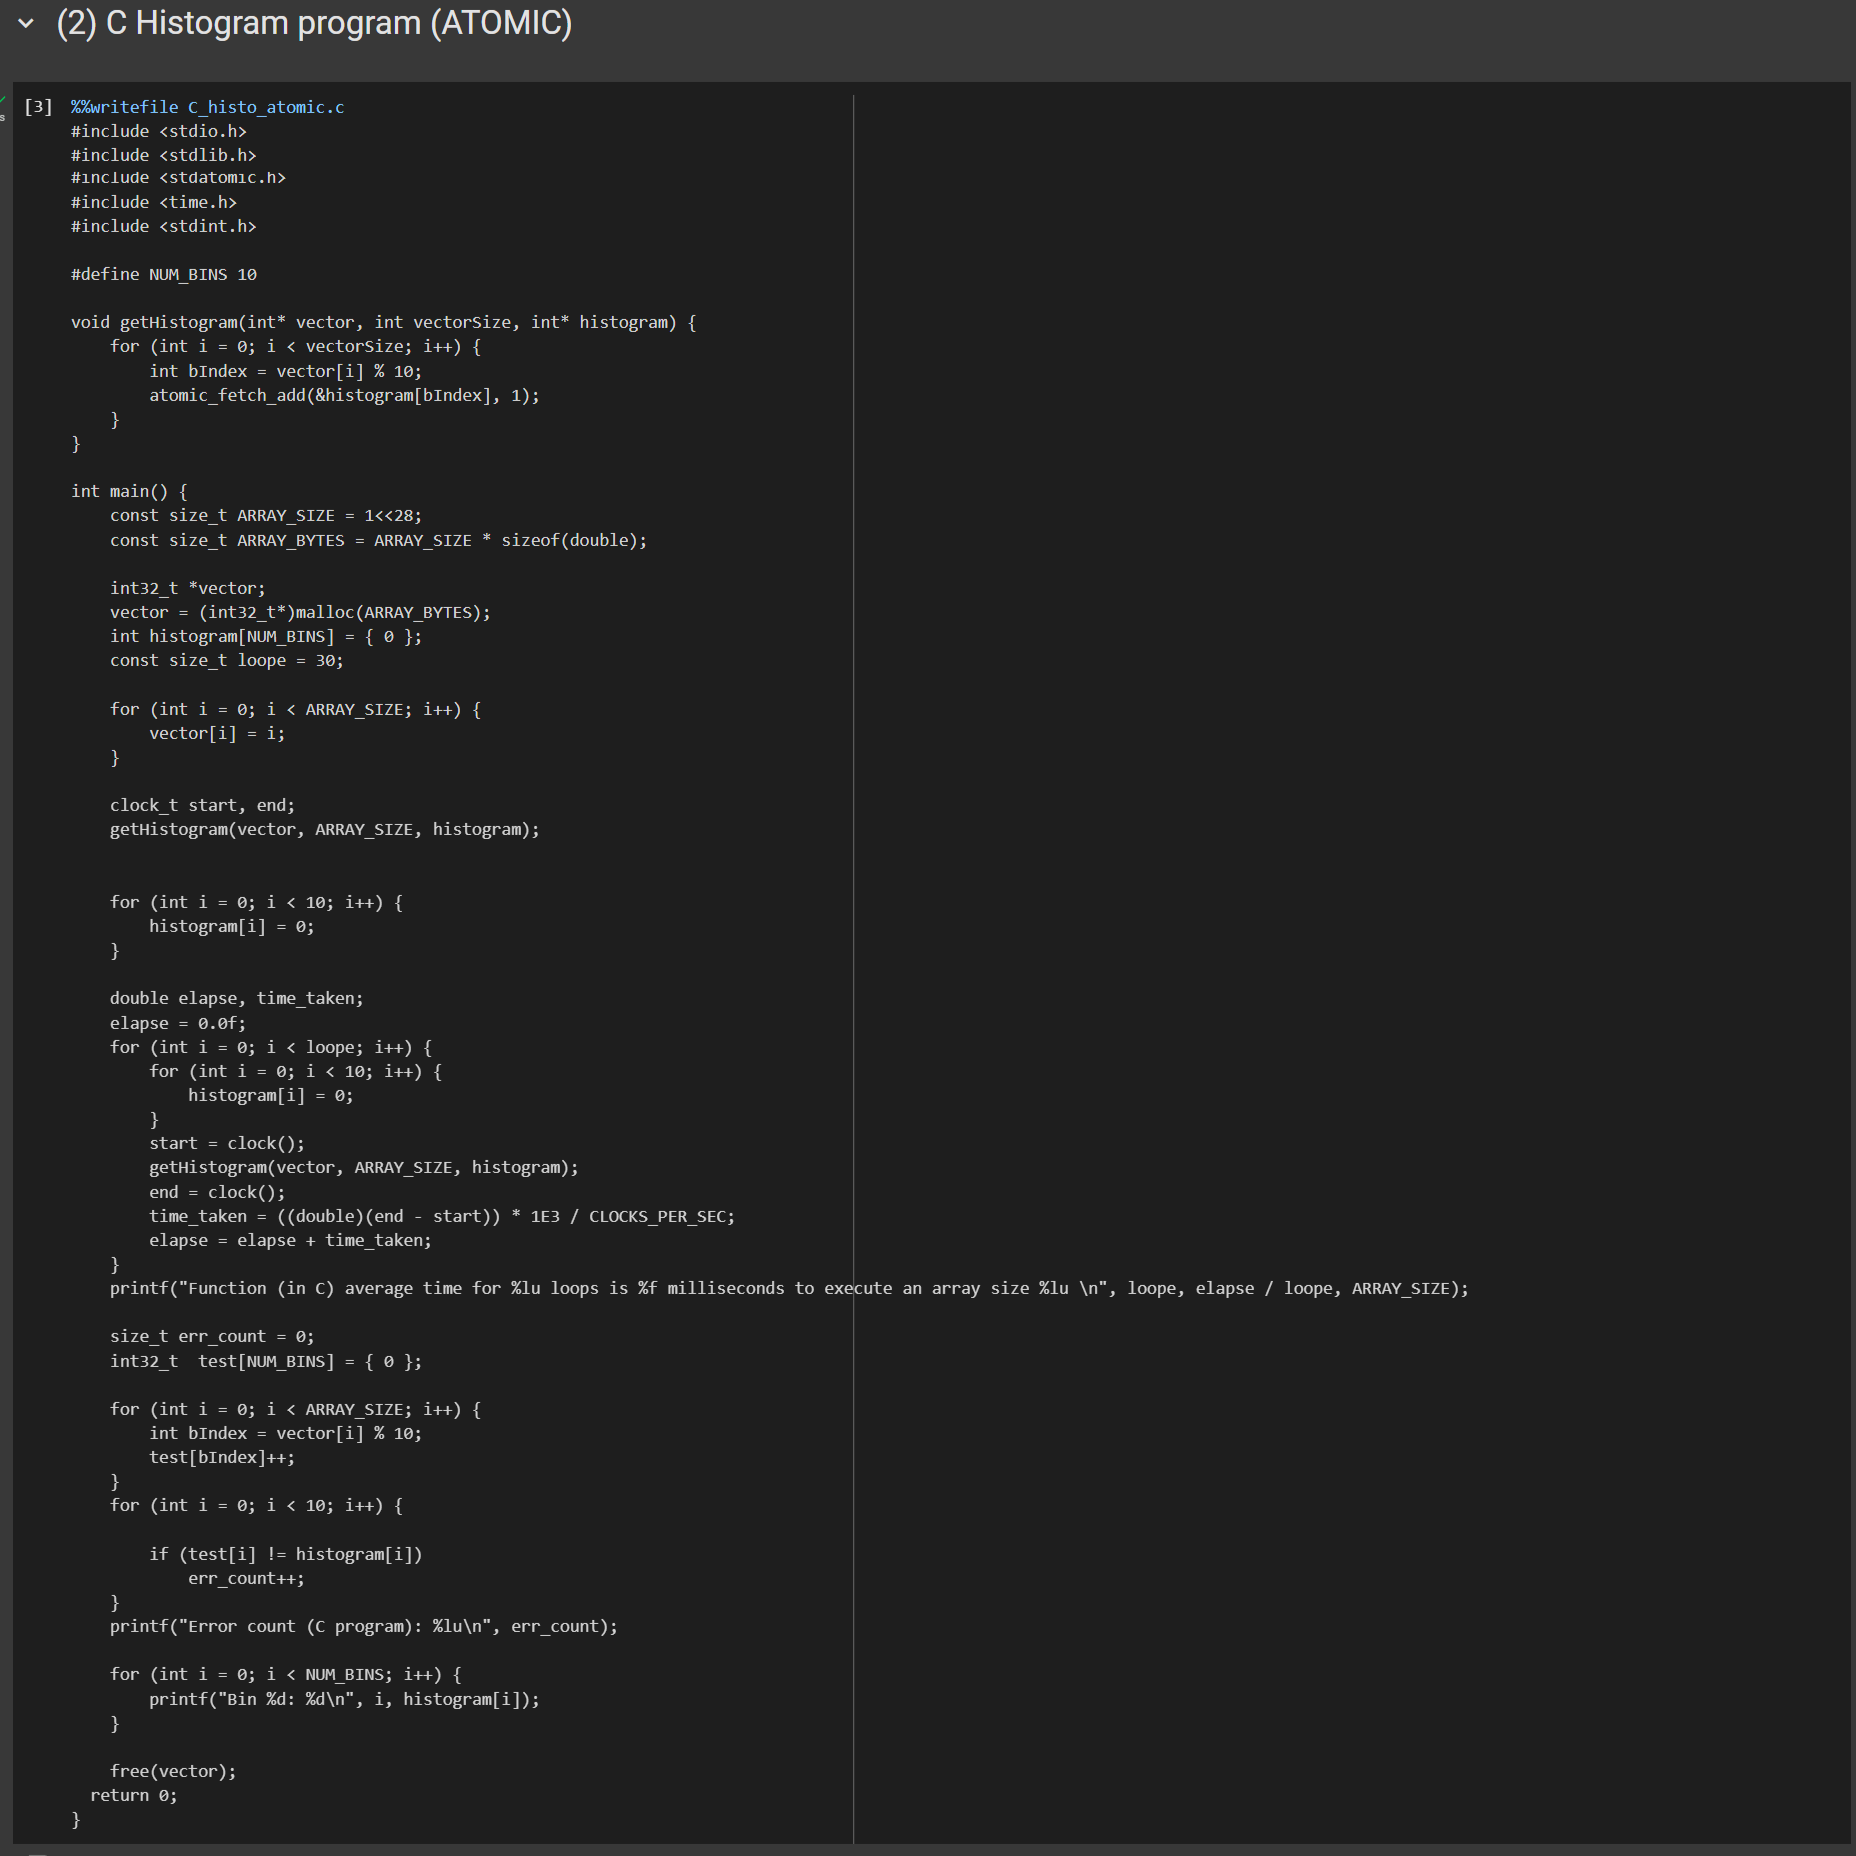 (2) C Histogram program (ATOMIC)
[3] %%writefile C_histo_atomic.c
#include <stdio.h>
#include <stdlib.h>
#include <stdatomic.h>
#include <time.h>
#include <stdint.h>

#define NUM_BINS 10

void getHistogram(int* vector, int vectorSize, int* histogram) {
    for (int i = 0; i < vectorSize; i++) {
        int bIndex = vector[i] % 10;
        atomic_fetch_add(&histogram[bIndex], 1);
    }
}

int main() {
    const size_t ARRAY_SIZE = 1<<28;
    const size_t ARRAY_BYTES = ARRAY_SIZE * sizeof(double);

    int32_t *vector;
    vector = (int32_t*)malloc(ARRAY_BYTES);
    int histogram[NUM_BINS] = { 0 };
    const size_t loope = 30;

    for (int i = 0; i < ARRAY_SIZE; i++) {
        vector[i] = i;
    }

    clock_t start, end;
    getHistogram(vector, ARRAY_SIZE, histogram);


    for (int i = 0; i < 10; i++) {
        histogram[i] = 0;
    }

    double elapse, time_taken;
    elapse = 0.0f;
    for (int i = 0; i < loope; i++) {
        for (int i = 0; i < 10; i++) {
            histogram[i] = 0;
        }
        start = clock();
        getHistogram(vector, ARRAY_SIZE, histogram);
        end = clock();
        time_taken = ((double)(end - start)) * 1E3 / CLOCKS_PER_SEC;
        elapse = elapse + time_taken;
    }
    printf("Function (in C) average time for %lu loops is %f milliseconds to execute an array size %lu \n", loope, elapse / loope, ARRAY_SIZE);

    size_t err_count = 0;
    int32_t  test[NUM_BINS] = { 0 };

    for (int i = 0; i < ARRAY_SIZE; i++) {
        int bIndex = vector[i] % 10;
        test[bIndex]++;
    }
    for (int i = 0; i < 10; i++) {

        if (test[i] != histogram[i])
            err_count++;
    }
    printf("Error count (C program): %lu\n", err_count);

    for (int i = 0; i < NUM_BINS; i++) {
        printf("Bin %d: %d\n", i, histogram[i]);
    }

    free(vector);
  return 0;
}